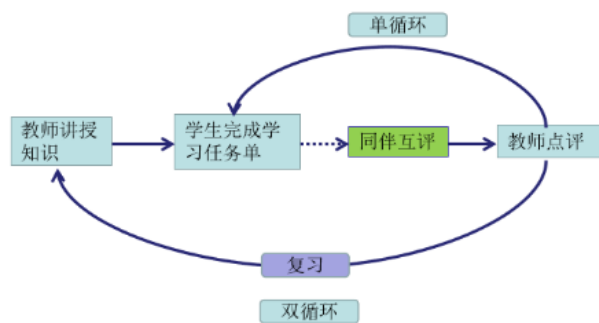 单循环
教师讲授
知识
学生完成学
习任务单
同伴互评
教师点评
复习
双循环